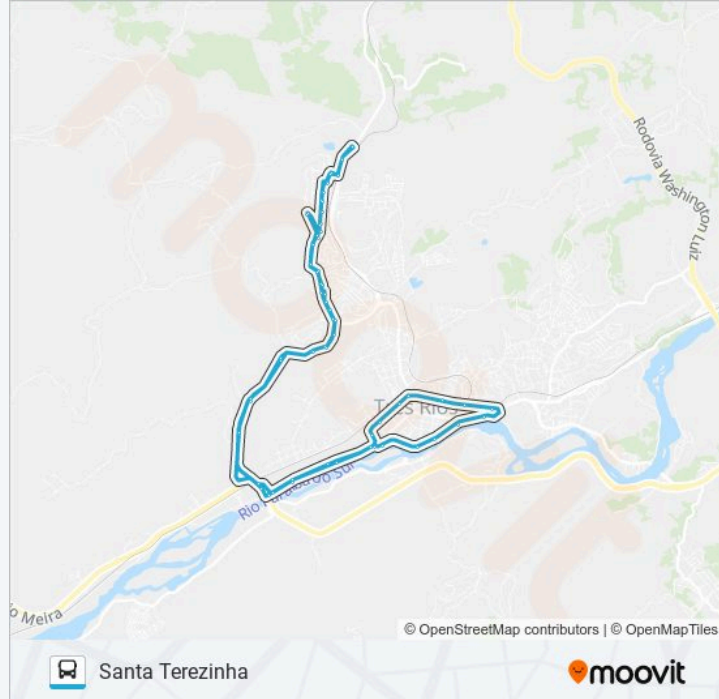 Rodovia Washington Luiz
Três Rios
Rio Paraíba do Sul
o Meira
© OpenStreetMap contributors | © OpenMapTiles
Santa Terezinha
moovit